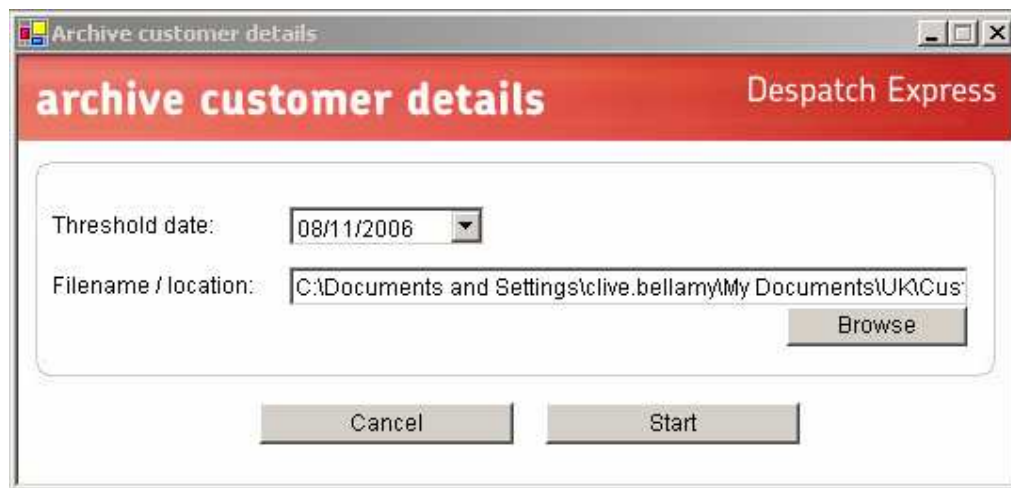 Archive customer details
archive customer details
Despatch Express
Threshold date:
08/11/2006
Filename / location:
C:\Documents and Settings\clive.bellamy\My Documents\UK\Cus
Browse
Cancel
Start